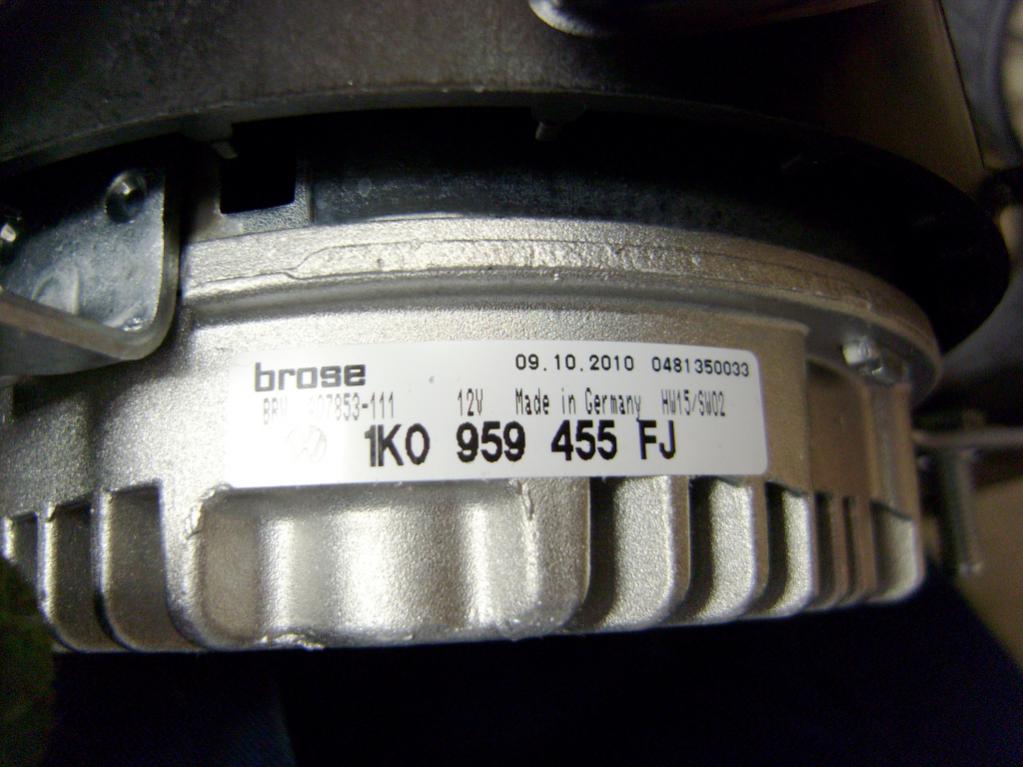 brose 09.10.2010 0481350033
12V Made in Germany HW15/SW02
1K0 959 455 FJ